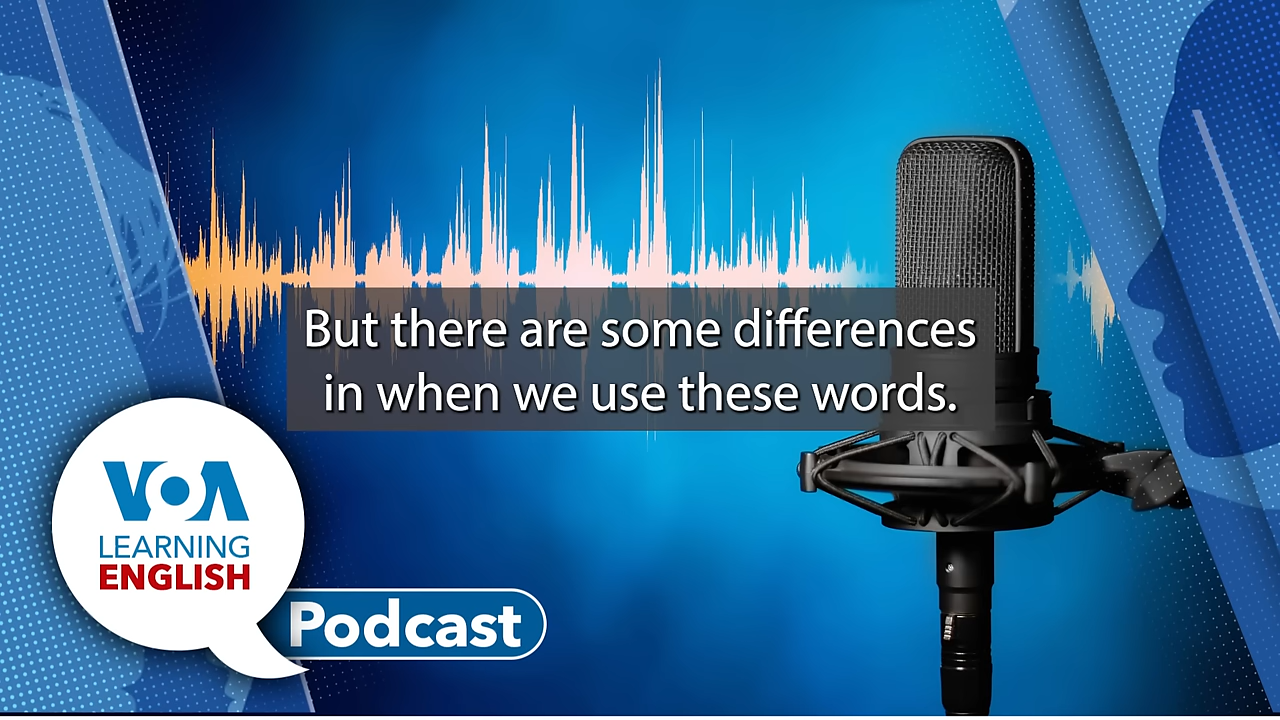 But there are some differences
in when we use these words.
VOA
LEARNING
ENGLISH
Podcast